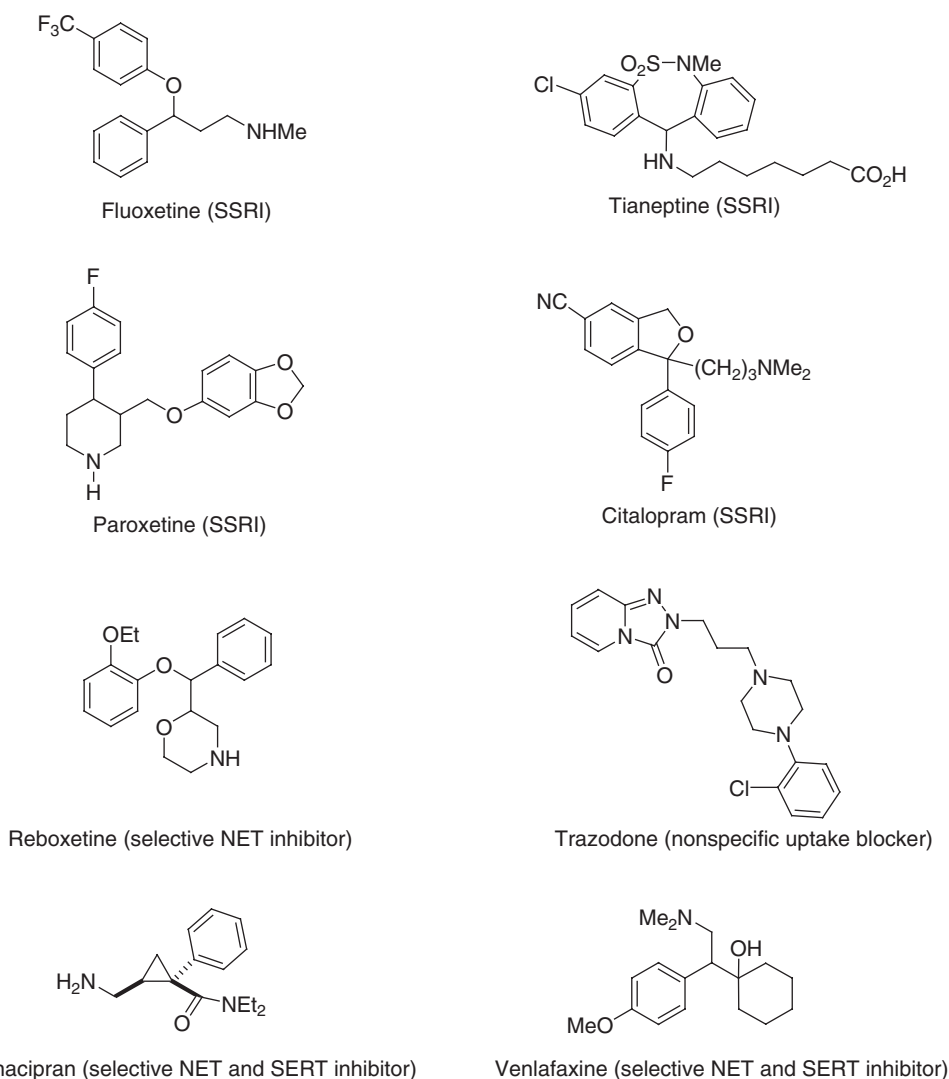 F₃C
O
NHMe
Fluoxetine (SSRI)
O₂S
NMe
Cl
HN
CO₂H
Tianeptine (SSRI)
F
O
O
O
N
H
Paroxetine (SSRI)
NC
O
(CH₂)₃NMe₂
F
Citalopram (SSRI)
OEt
O
O
NH
Reboxetine (selective NET inhibitor)
N
N
N
O
N
N
Cl
Trazodone (nonspecific uptake blocker)
H₂N
NEt₂
O
nacipran (selective NET and SERT inhibitor)
Me₂N
OH
MeO
Venlafaxine (selective NET and SERT inhibitor)